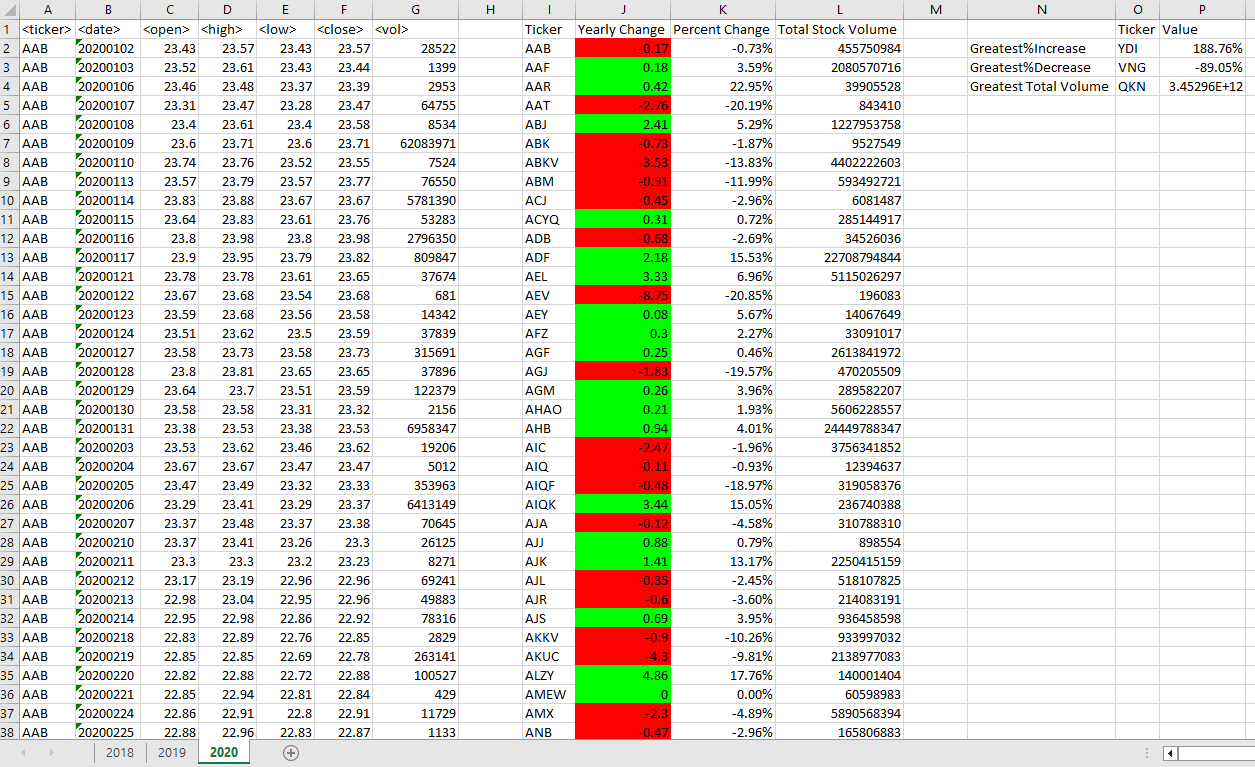 A B C D E F G H I J K L M N O P
1 <ticker> <date> <open> <high> <low> <close> <vol> Ticker Yearly Change Percent Change Total Stock Volume Ticker Value
2 AAB 20200102 23.43 23.57 23.43 23.57 28522 AAB -0.17 -0.73% 455750984 Greatest%Increase YDI 188.76%
3 AAB 20200103 23.52 23.61 23.43 23.44 1399 AAF 0.18 3.59% 2080570716 Greatest%Decrease VNG -89.05%
4 AAB 20200106 23.46 23.48 23.37 23.39 2953 AAR 0.42 22.95% 39905528 Greatest Total Volume QKN 3.45296E+12
5 AAB 20200107 23.31 23.47 23.28 23.47 64755 AAT -2.76 -20.19% 843410
6 AAB 20200108 23.4 23.61 23.4 23.58 8534 ABJ 2.41 5.29% 1227953758
7 AAB 20200109 23.6 23.71 23.6 23.71 62083971 ABK -0.73 -1.87% 9527549
8 AAB 20200110 23.74 23.76 23.52 23.55 7524 ABKV -3.53 -13.83% 4402222603
9 AAB 20200113 23.57 23.79 23.57 23.77 76550 ABM -0.91 -11.99% 593492721
10 AAB 20200114 23.83 23.88 23.67 23.67 5781390 ACJ -0.45 -2.96% 6081487
11 AAB 20200115 23.64 23.83 23.61 23.76 53283 ACYQ 0.31 0.72% 285144917
12 AAB 20200116 23.8 23.98 23.8 23.98 2796350 ADB -0.68 -2.69% 34526036
13 AAB 20200117 23.9 23.95 23.79 23.82 809847 ADF 2.18 15.53% 22708794844
14 AAB 20200121 23.78 23.78 23.61 23.65 37674 AEL 3.33 6.96% 5115026297
15 AAB 20200122 23.67 23.68 23.54 23.68 681 AEV -8.75 -20.85% 196083
16 AAB 20200123 23.59 23.68 23.56 23.58 14342 AEY 0.08 5.67% 14067649
17 AAB 20200124 23.51 23.62 23.5 23.59 37839 AFZ 0.3 2.27% 33091017
18 AAB 20200127 23.58 23.73 23.58 23.73 315691 AGF 0.25 0.46% 2613841972
19 AAB 20200128 23.8 23.81 23.65 23.65 37896 AGJ -1.83 -19.57% 470205509
20 AAB 20200129 23.64 23.7 23.51 23.59 122379 AGM 0.26 3.96% 289582207
21 AAB 20200130 23.58 23.58 23.31 23.32 2156 AHAO 0.21 1.93% 5606228557
22 AAB 20200131 23.38 23.53 23.38 23.53 6958347 AHB 0.94 4.01% 24449788347
23 AAB 20200203 23.53 23.62 23.46 23.62 19206 AIC -2.47 -1.96% 3756341852
24 AAB 20200204 23.67 23.67 23.47 23.47 5012 AIQ -0.11 -0.93% 12394637
25 AAB 20200205 23.47 23.49 23.32 23.33 353963 AIQF -0.48 -18.97% 319058376
26 AAB 20200206 23.29 23.41 23.29 23.37 6413149 AIQK 3.44 15.05% 236740388
27 AAB 20200207 23.37 23.48 23.37 23.38 70645 AJA -0.12 -4.58% 310788310
28 AAB 20200210 23.37 23.41 23.26 23.3 26125 AJJ 0.88 0.79% 898554
29 AAB 20200211 23.3 23.3 23.2 23.23 8271 AJK 1.41 13.17% 2250415159
30 AAB 20200212 23.17 23.19 22.96 22.96 69241 AJL -0.35 -2.45% 518107825
31 AAB 20200213 22.98 23.04 22.95 22.96 49883 AJR -0.6 -3.60% 214083191
32 AAB 20200214 22.95 22.98 22.86 22.92 78316 AJS 0.69 3.95% 936458598
33 AAB 20200218 22.83 22.89 22.76 22.85 2829 AKKV -0.9 -10.26% 933997032
34 AAB 20200219 22.85 22.85 22.69 22.78 263141 AKUC -4.3 -9.81% 2138977083
35 AAB 20200220 22.82 22.88 22.72 22.88 100527 ALZY 4.86 17.76% 140001404
36 AAB 20200221 22.85 22.94 22.81 22.84 429 AMEW 0 0.00% 60598983
37 AAB 20200224 22.86 22.91 22.8 22.91 11729 AMX -2.3 -4.89% 5890568394
38 AAB 20200225 22.88 22.96 22.83 22.87 1133 ANB -0.47 -2.96% 165806883
2018 2019 2020